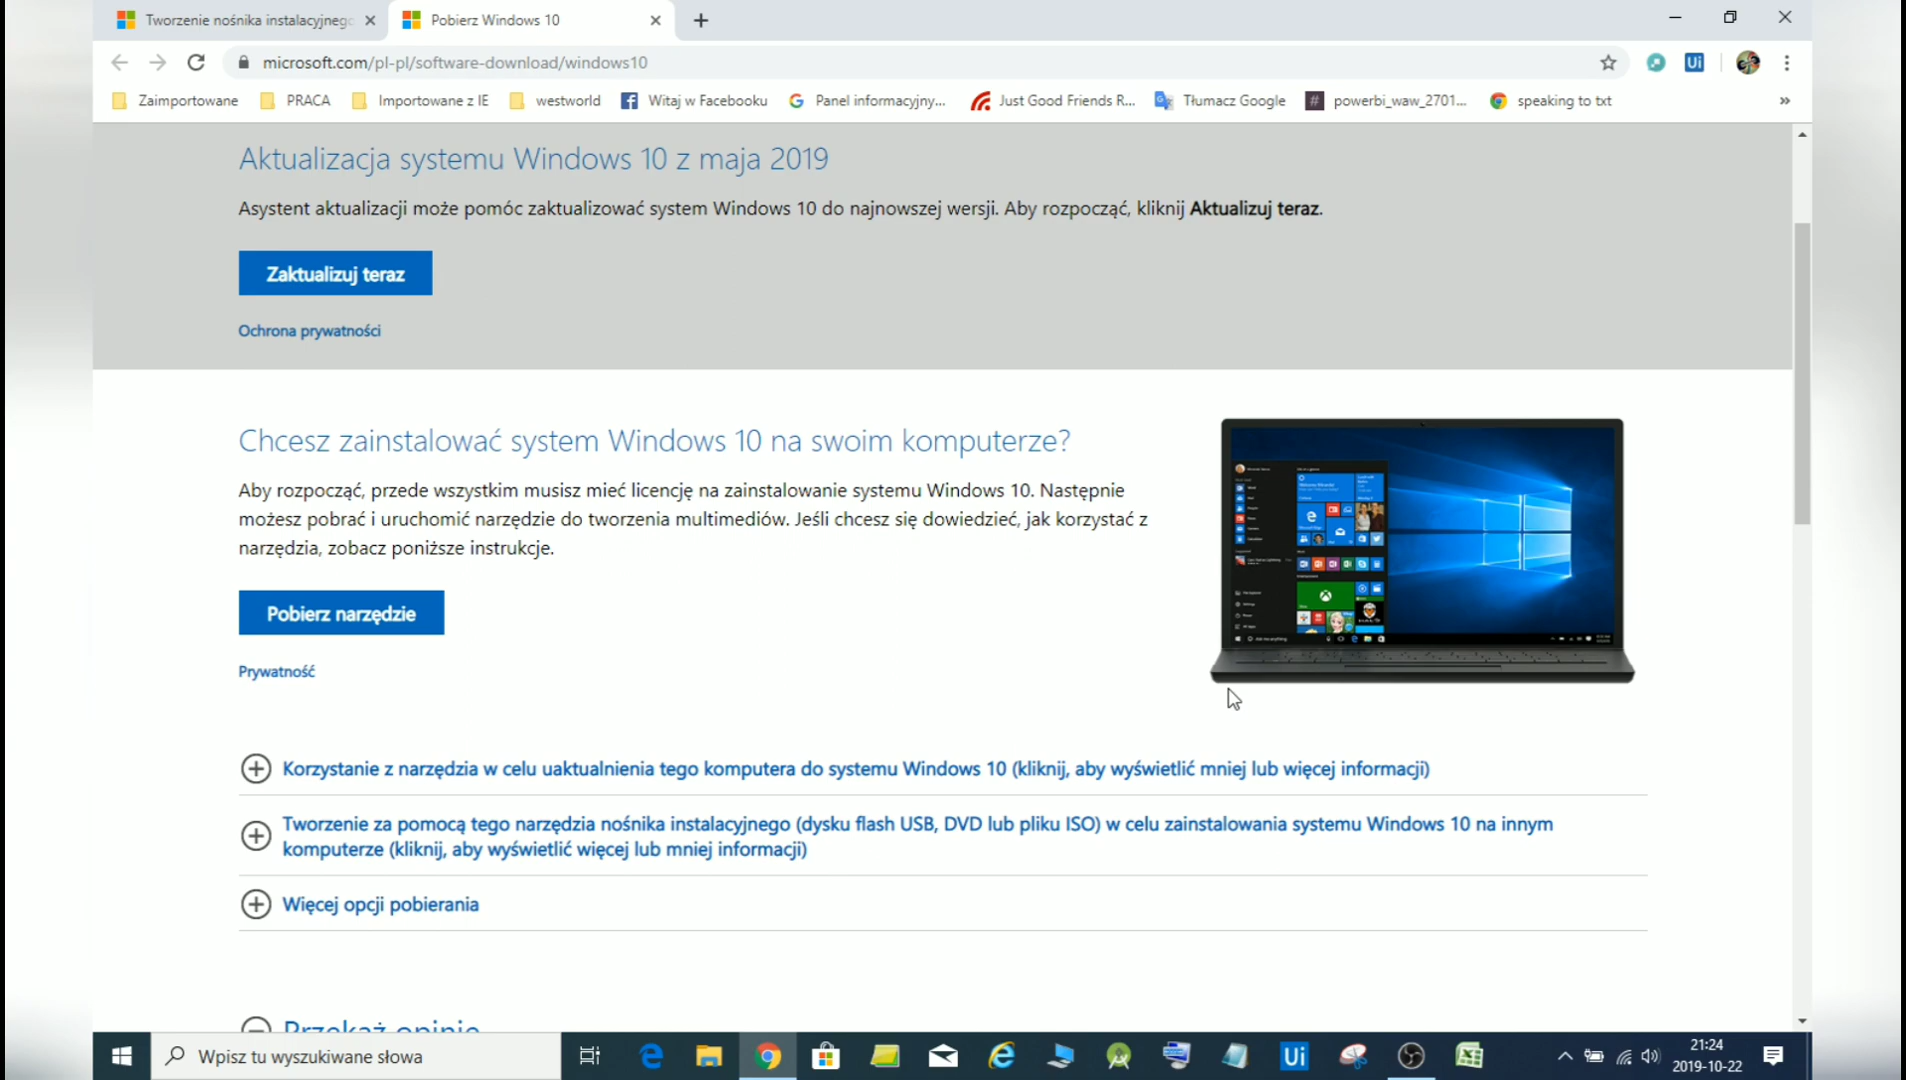 Tworzenie nośnika instalacyjnego
Pobierz Windows 10
microsoft.com/pl-pl/software-download/windows10
Zaimportowane
PRACA
Importowane z IE
westworld
Witaj w Facebooku
Panel informacyjny...
Just Good Friends R...
Tłumacz Google
powerbi_waw_2701...
speaking to txt
Aktualizacja systemu Windows 10 z maja 2019
Asystent aktualizacji może pomóc zaktualizować system Windows 10 do najnowszej wersji. Aby rozpocząć, kliknij Aktualizuj teraz.
Zaktualizuj teraz
Ochrona prywatności
Chcesz zainstalować system Windows 10 na swoim komputerze?
Aby rozpocząć, przede wszystkim musisz mieć licencję na zainstalowanie systemu Windows 10. Następnie
możesz pobrać i uruchomić narzędzie do tworzenia multimediów. Jeśli chcesz się dowiedzieć, jak korzystać z
narzędzia, zobacz poniższe instrukcje.
Pobierz narzędzie
Prywatność
Korzystanie z narzędzia w celu uaktualnienia tego komputera do systemu Windows 10 (kliknij, aby wyświetlić mniej lub więcej informacji)
Tworzenie za pomocą tego narzędzia nośnika instalacyjnego (dysku flash USB, DVD lub pliku ISO) w celu zainstalowania systemu Windows 10 na innym
komputerze (kliknij, aby wyświetlić więcej lub mniej informacji)
Więcej opcji pobierania
Przekaż opinię
Wpisz tu wyszukiwane słowa
Ui
21:24
2019-10-22